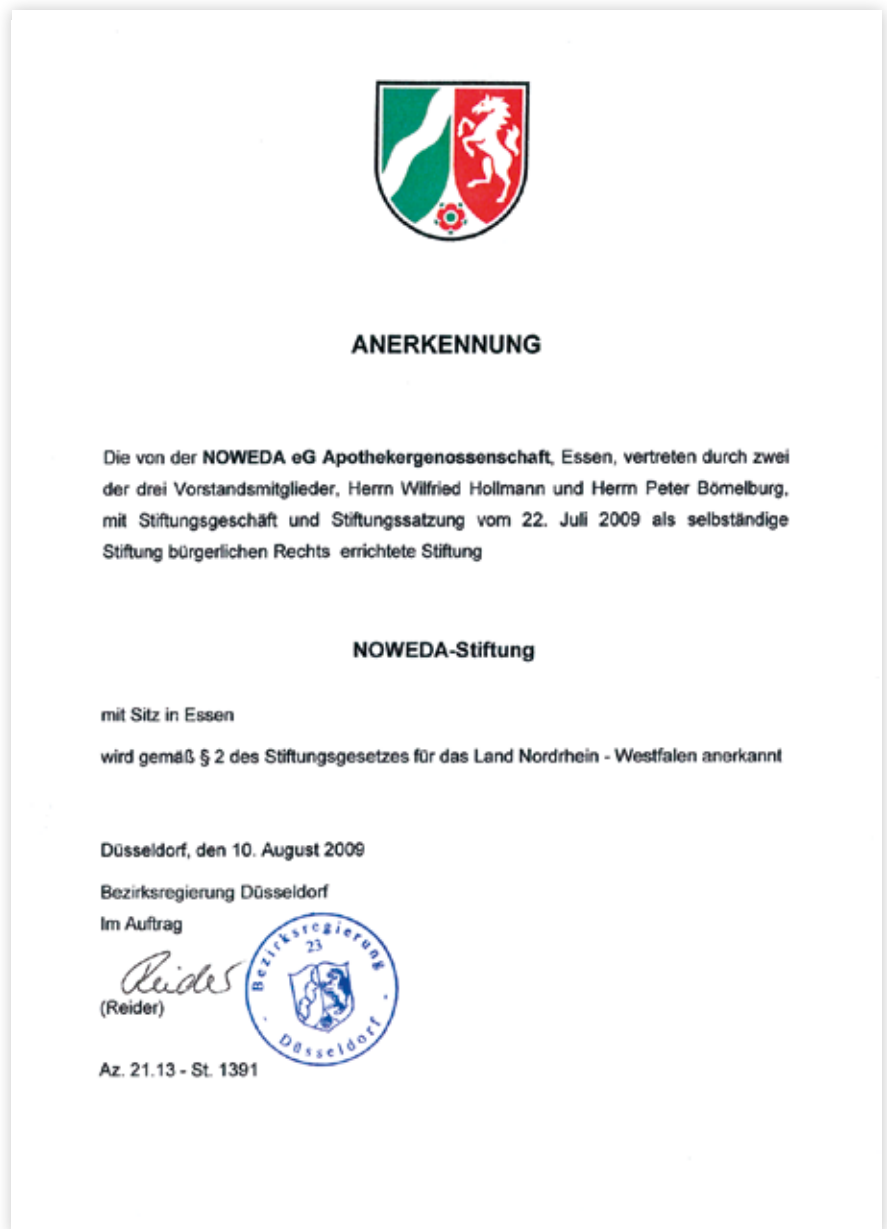 ANERKENNUNG
Die von der NOWEDA eG Apothekergenossenschaft, Essen, vertreten durch zwei
der drei Vorstandsmitglieder, Herrn Wilfried Hollmann und Herrn Peter Bömelburg,
mit Stiftungsgeschäft und Stiftungssatzung vom 22. Juli 2009 als selbständige
Stiftung bürgerlichen Rechts errichtete Stiftung
NOWEDA-Stiftung
mit Sitz in Essen
wird gemäß § 2 des Stiftungsgesetzes für das Land Nordrhein - Westfalen anerkannt
Düsseldorf, den 10. August 2009
Bezirksregierung Düsseldorf
Im Auftrag
Reider
(Reider)
Bezirksregierung
23
- Düsseldorf -
Az. 21.13 - St. 1391